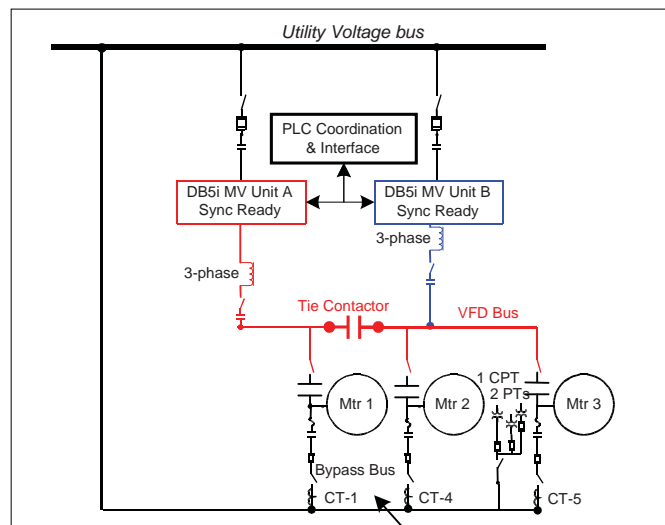 Utility Voltage bus
PLC Coordination
& Interface
DB5i MV Unit A
Sync Ready
DB5i MV Unit B
Sync Ready
3-phase
3-phase
Tie Contactor
VFD Bus
1 CPT
2 PTs
Mtr 1
Mtr 2
Mtr 3
Bypass Bus
CT-1
CT-4
CT-5